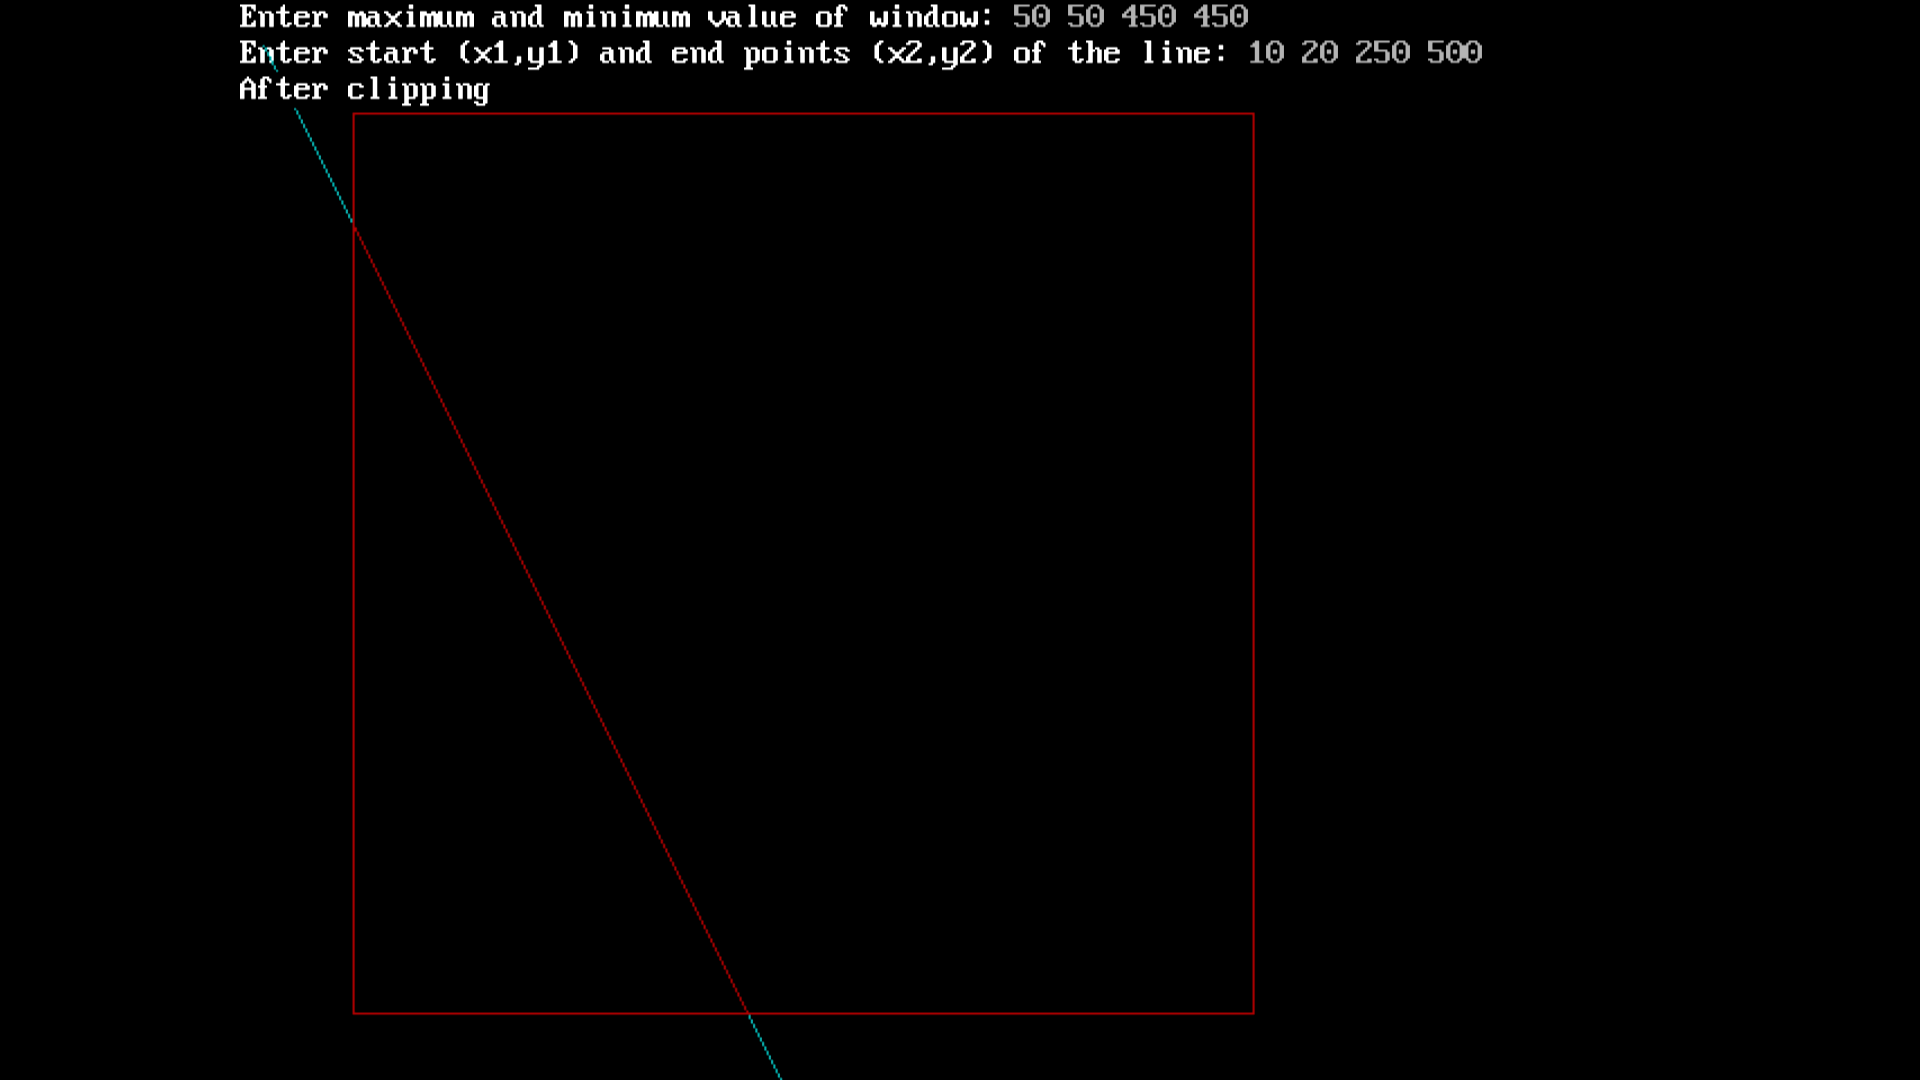 Enter maximum and minimum value of window: 50 50 450 450
Enter start (x1,y1) and end points (x2,y2) of the line: 10 20 250 500
After clipping